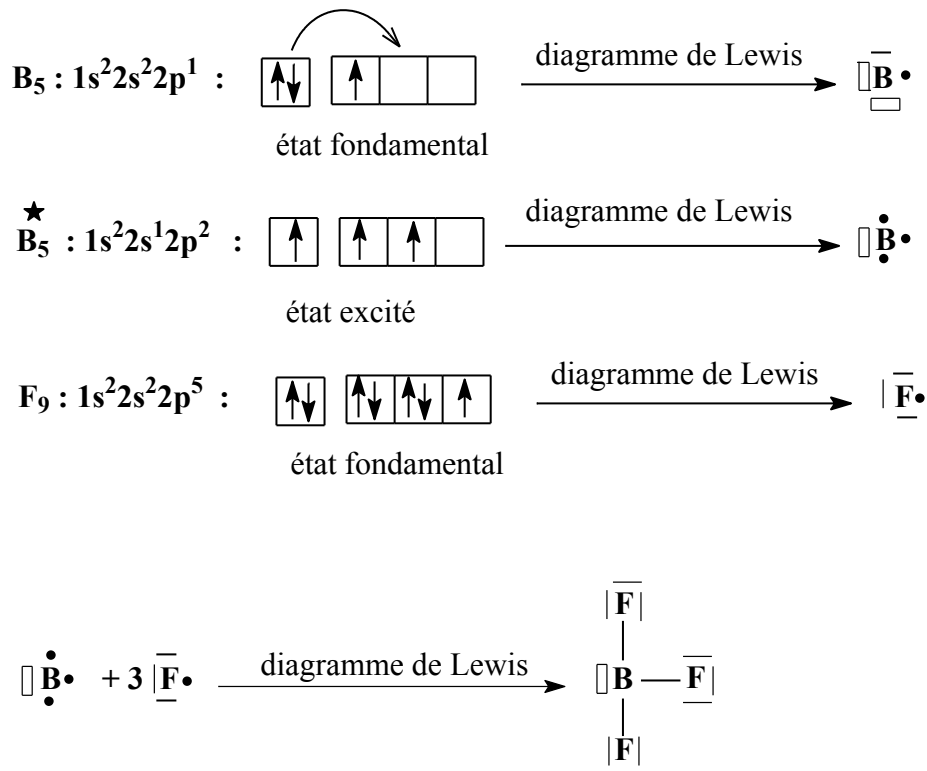 B₅ : 1s²2s²2p¹ : diagramme de Lewis B •
état fondamental
★
B₅ : 1s²2s¹2p² : diagramme de Lewis B •
état excité
F₉ : 1s²2s²2p⁵ : diagramme de Lewis | F •
état fondamental
| F |
B • + 3 | F • diagramme de Lewis B — F |
| F |